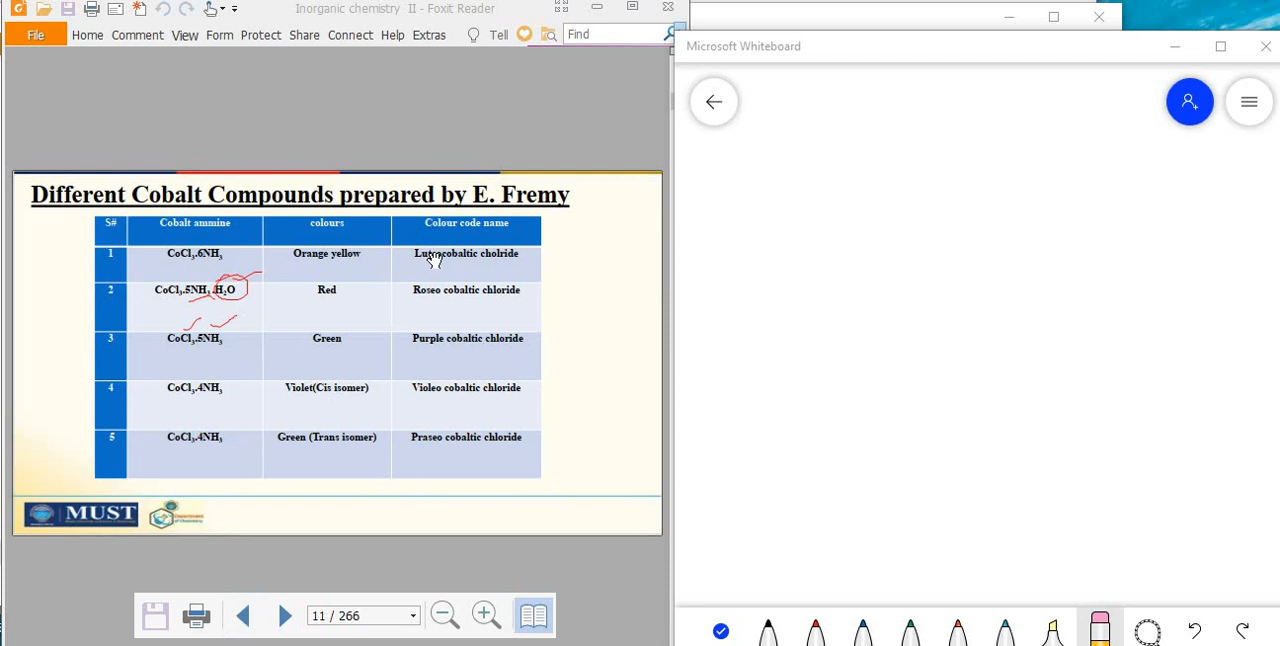 Inorganic chemistry II - Foxit Reader
File Home Comment View Form Protect Share Connect Help Extras Tell Find
Microsoft Whiteboard
Different Cobalt Compounds prepared by E. Fremy
S# Cobalt ammine colours Colour code name
1 CoCl₃.6NH₃ Orange yellow Luteocobaltic cholride
2 CoCl₃.5NH₃.H₂O Red Roseo cobaltic chloride
3 CoCl₃.5NH₃ Green Purple cobaltic chloride
4 CoCl₃.4NH₃ Violet(Cis isomer) Violeo cobaltic chloride
5 CoCl₃.4NH₃ Green (Trans isomer) Praseo cobaltic chloride
MUST
11 / 266